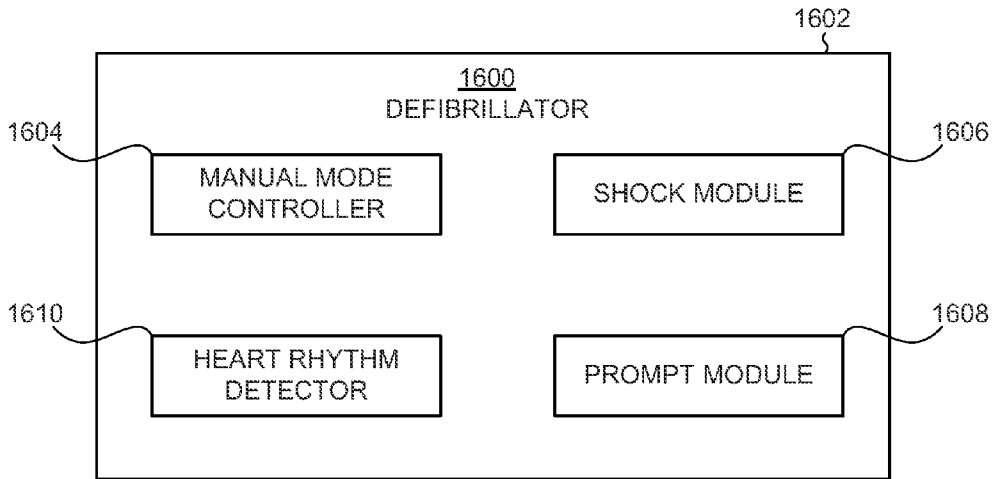 1602
1600
DEFIBRILLATOR
1604
1606
MANUAL MODE
CONTROLLER
SHOCK MODULE
1610
1608
HEART RHYTHM
DETECTOR
PROMPT MODULE